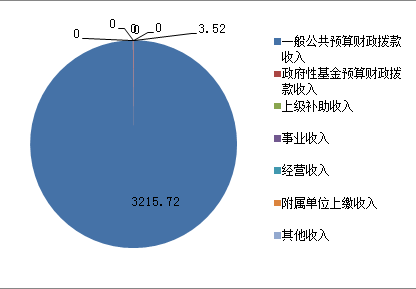 0
0
0
0
0
3.52
3215.72
一般公共预算财政拨款
收入
政府性基金预算财政拨
款收入
上级补助收入
事业收入
经营收入
附属单位上缴收入
其他收入